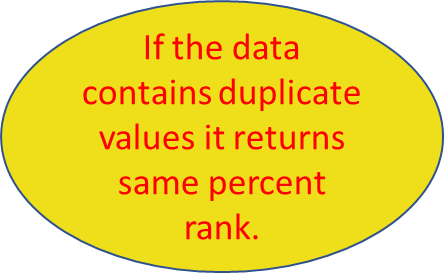 If the data
contains duplicate
values it returns
same percent
rank.